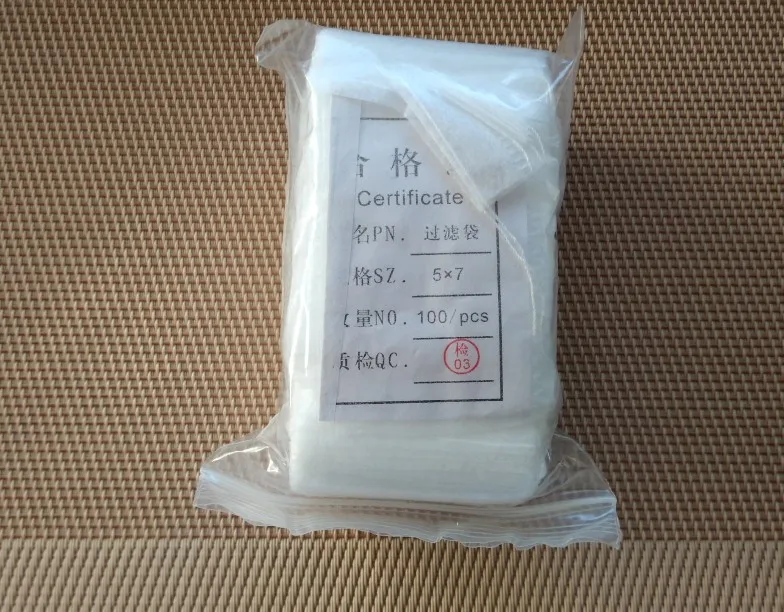 合 格
Certificate
名PN. 过滤袋
格SZ. 5×7
量NO. 100/pcs
质检QC. 检
03